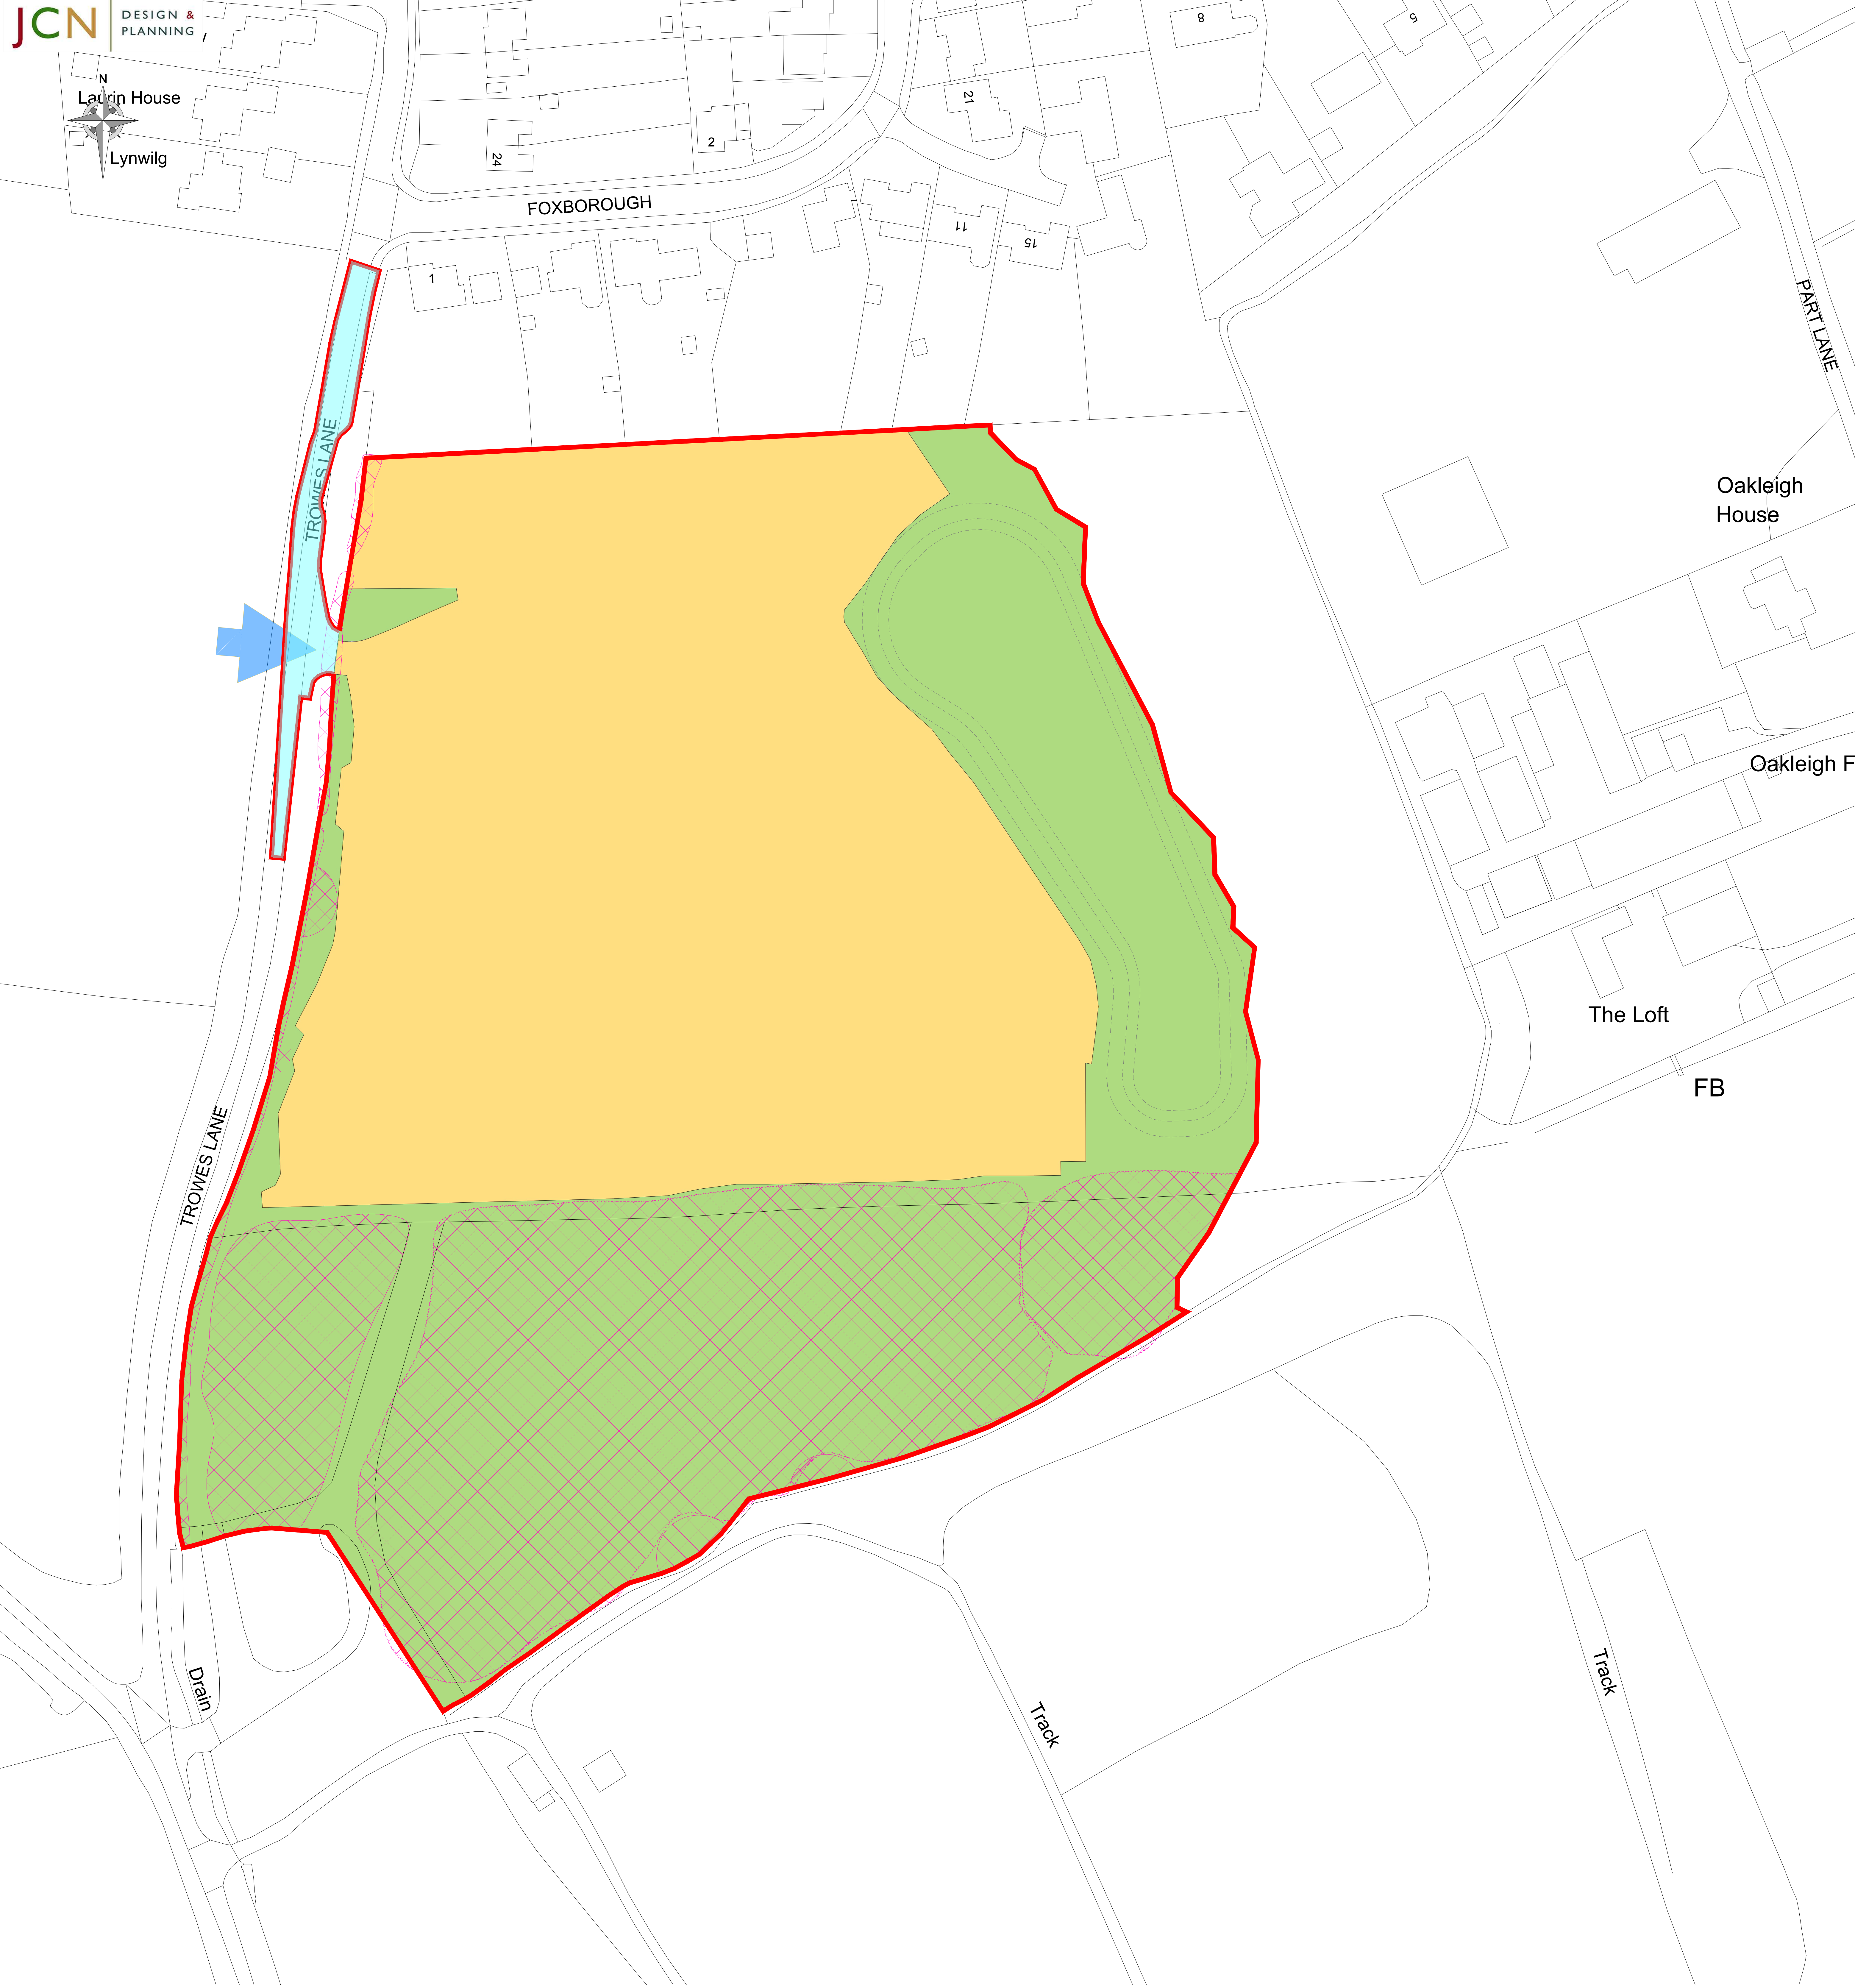 JCN DESIGN &
PLANNING
N
Laurin House
Lynwilg
24
2
21
8
5
FOXBOROUGH
1
11
15
PART LANE
TROWES LANE
Oakleigh
House
Oakleigh F
The Loft
FB
TROWES LANE
Drain
Track
Track